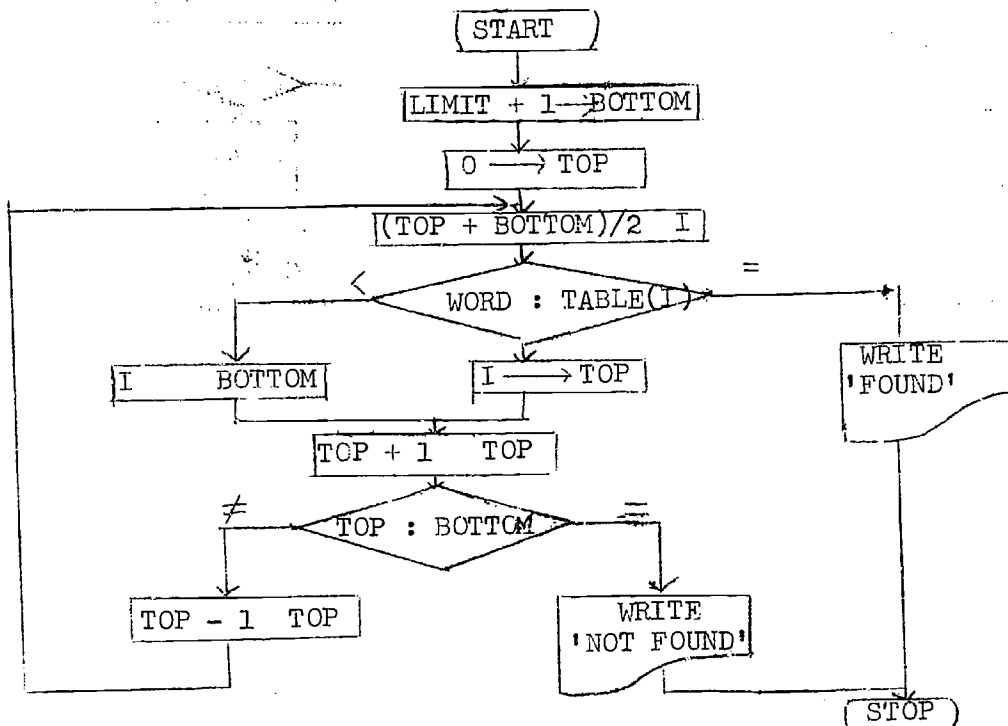 START
LIMIT + 1 → BOTTOM
0 → TOP
(TOP + BOTTOM)/2 I
< =
WORD : TABLE(I)
WRITE
'FOUND'
I BOTTOM
I → TOP
TOP + 1 TOP
≠ =
TOP : BOTTOM
TOP - 1 TOP
WRITE
'NOT FOUND'
STOP